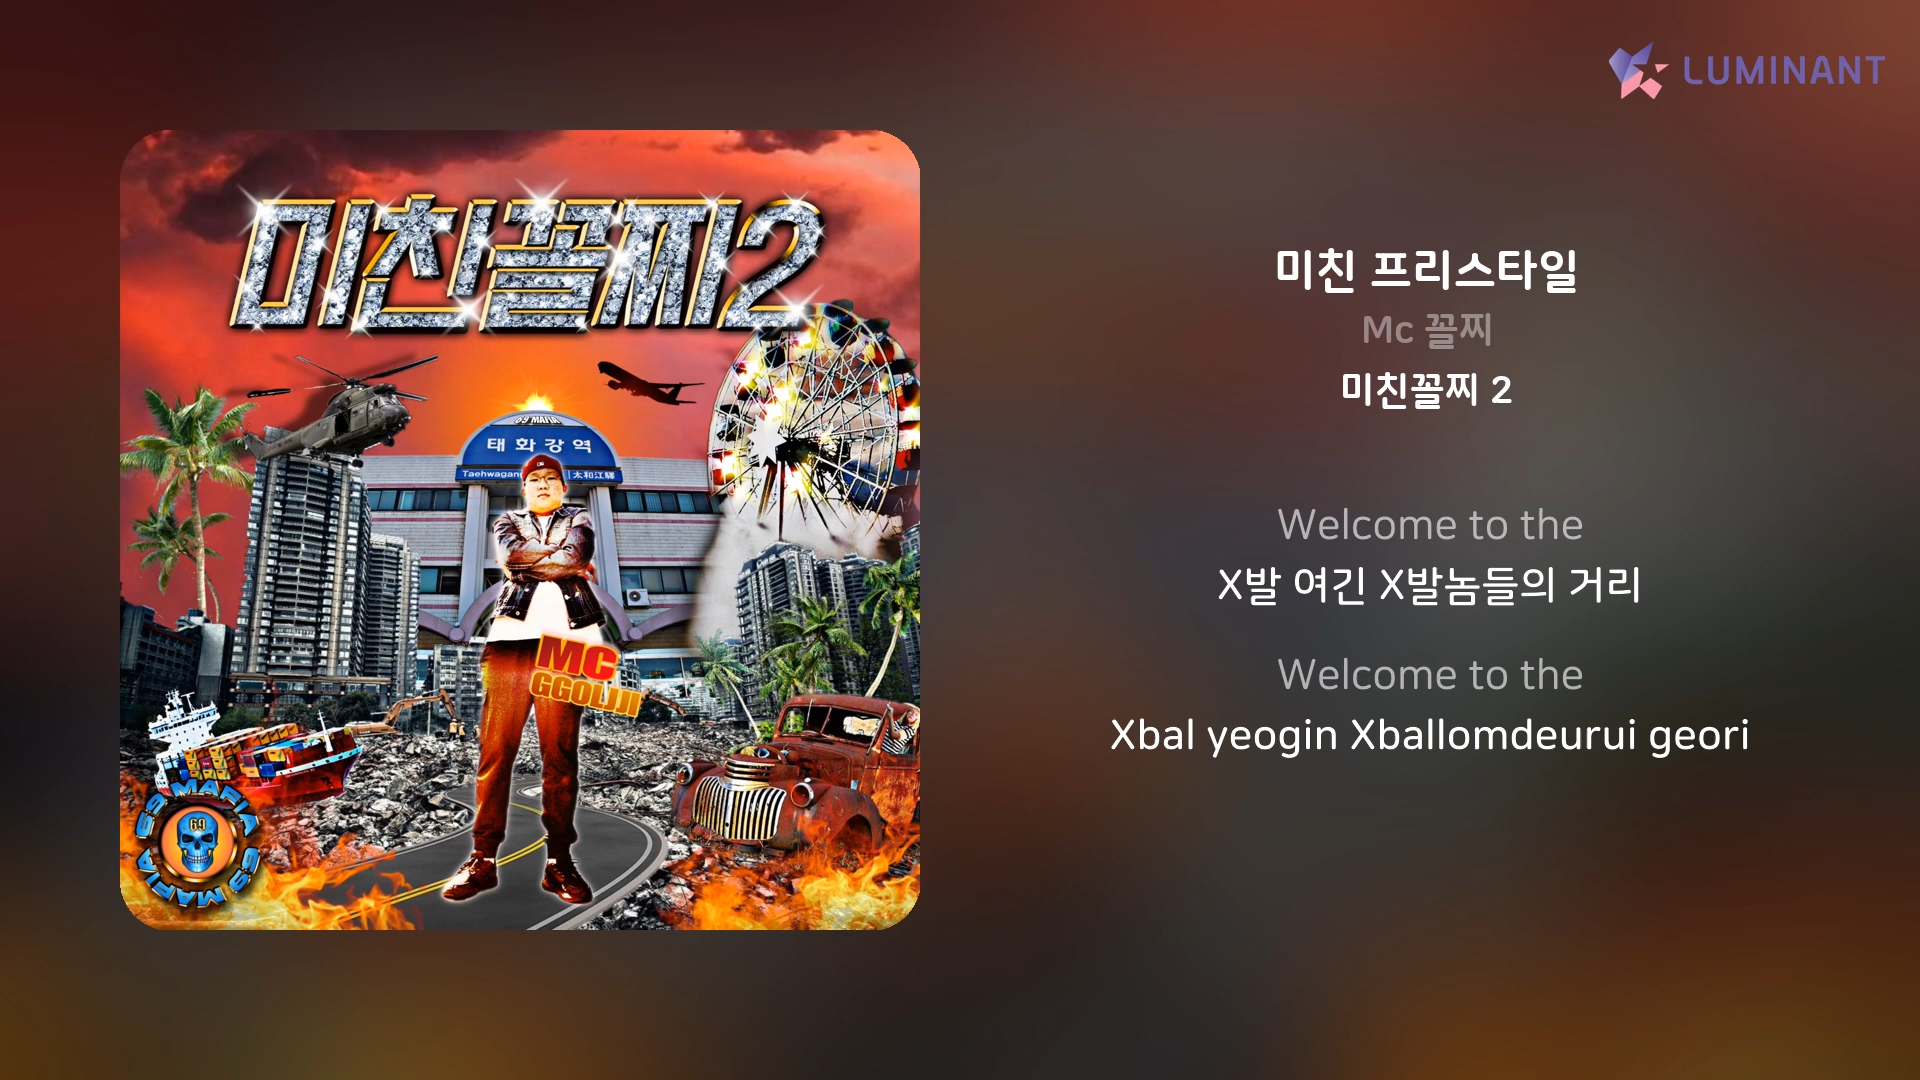 LUMINANT
미친꼴찌2
69 MAFIA
태화강역
Taehwagang
太和江驛
MC
GGOLJJI
69 MAFIA 69 MAFIA
69
미친 프리스타일
Mc 꼴찌
미친꼴찌 2
Welcome to the
X발 여긴 X발놈들의 거리
Welcome to the
Xbal yeogin Xballomdeurui geori